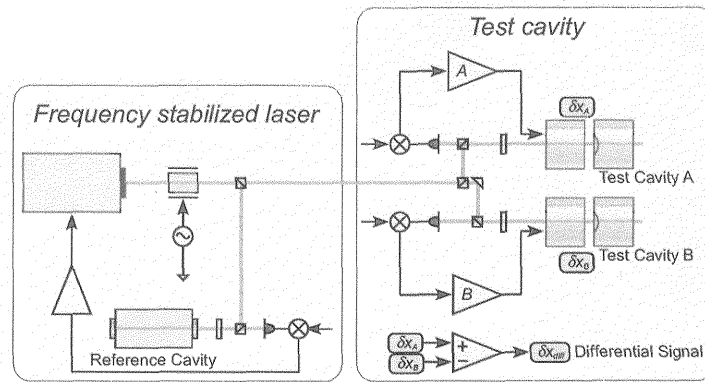 Test cavity
Frequency stabilized laser
A
δx_A
Test Cavity A
B
δx_B
Test Cavity B
Reference Cavity
δx_A
δx_B
+
−
δx_diff
Differential Signal